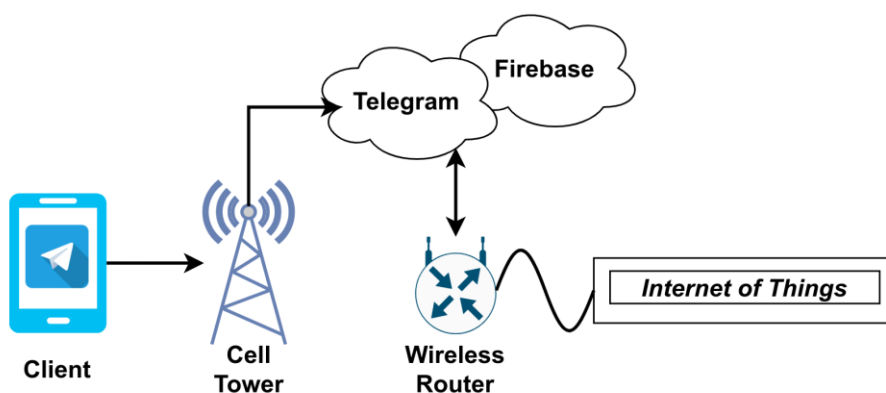 Firebase
Telegram
Internet of Things
Client
Cell
Tower
Wireless
Router